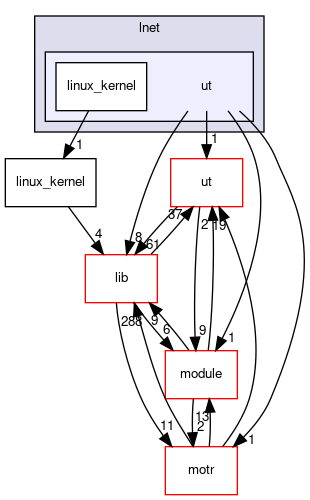 lnet
linux_kernel ut
1 1
linux_kernel ut
4 8 37 61 2 19
lib
288 9 6 9 1
module
11 13 2 1
motr